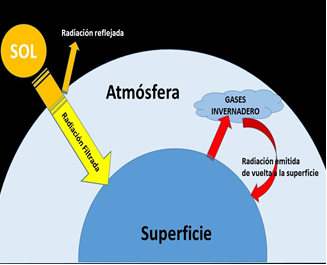 Radiación reflejada
SOL
Atmósfera
GASES
INVERNADERO
Radiación Filtrada
Radiación emitida
de vuelta a la superficie
Superficie